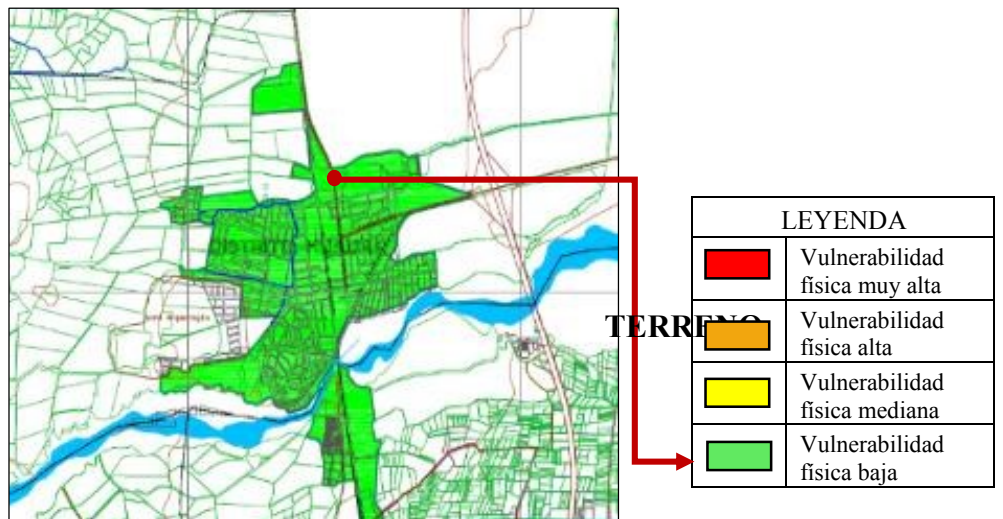 LEYENDA
Vulnerabilidad
física muy alta
TERRENO
Vulnerabilidad
física alta
Vulnerabilidad
física mediana
Vulnerabilidad
física baja